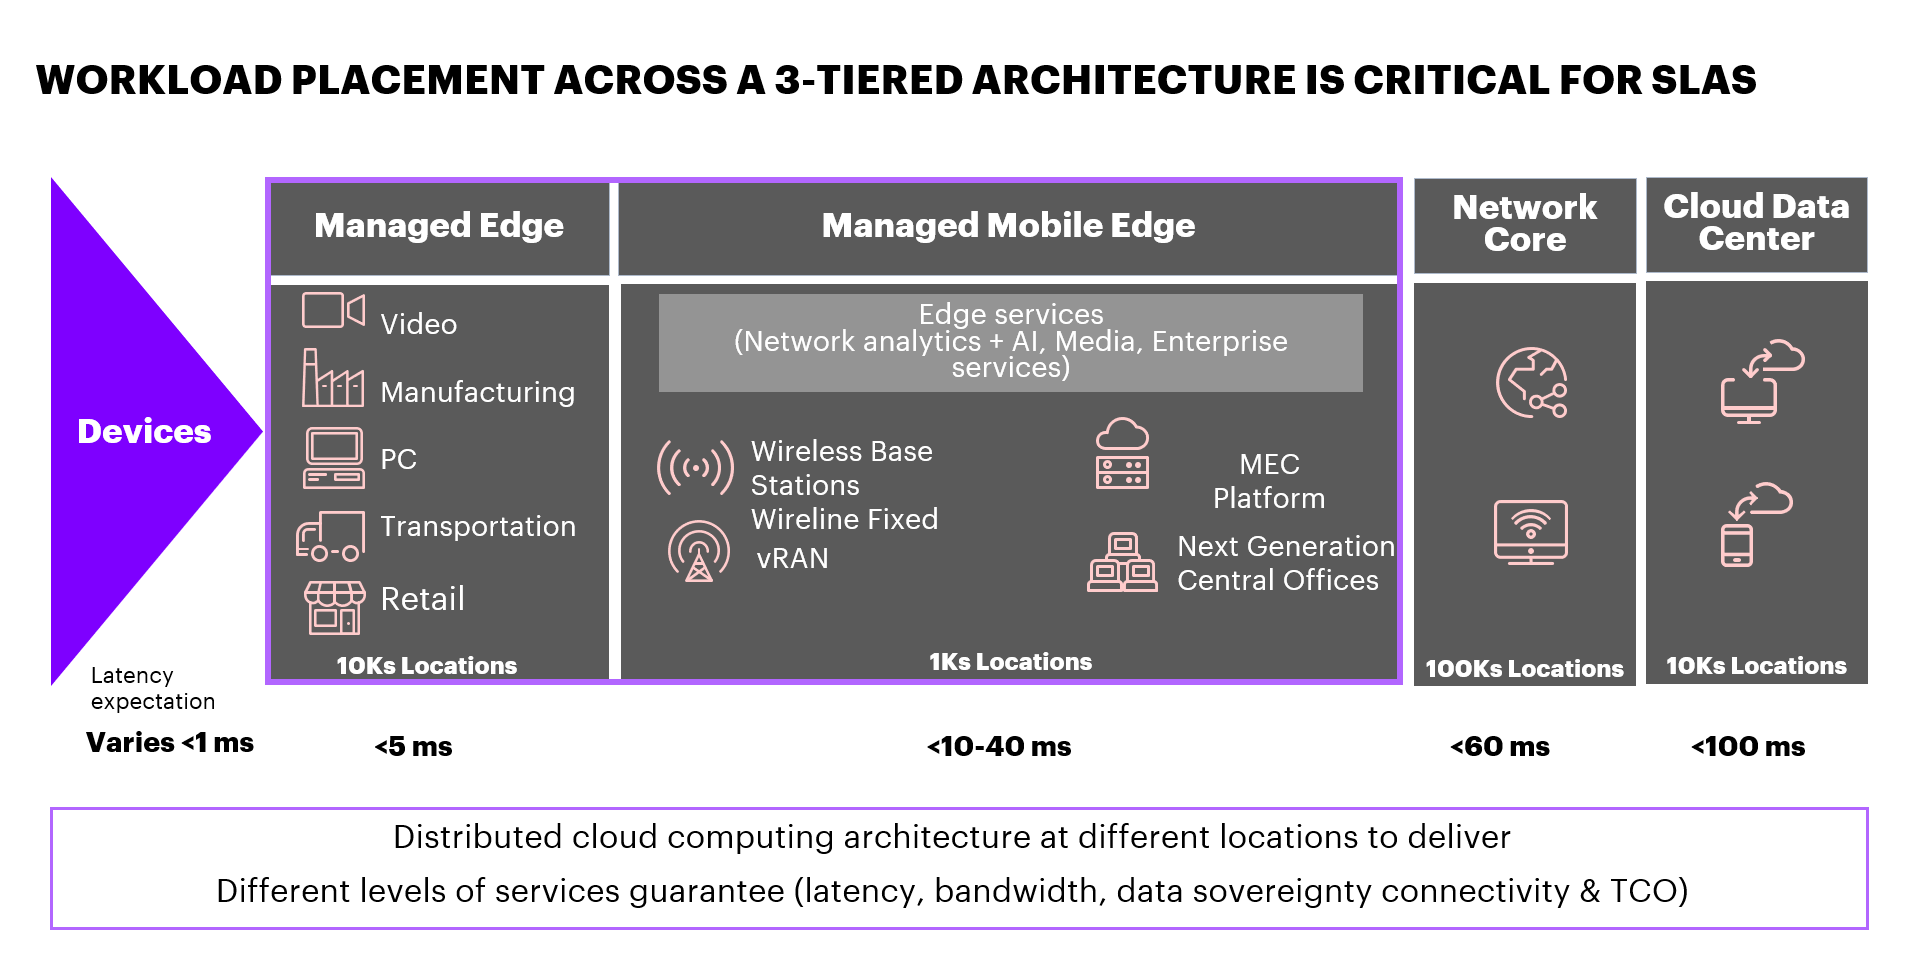 WORKLOAD PLACEMENT ACROSS A 3-TIERED ARCHITECTURE IS CRITICAL FOR SLAS
Devices
Latency
expectation
Varies <1 ms
Managed Edge
Video
Manufacturing
PC
Transportation
Retail
10Ks Locations
<5 ms
Managed Mobile Edge
Edge services
(Network analytics + AI, Media, Enterprise
services)
Wireless Base
Stations
Wireline Fixed
vRAN
MEC
Platform
Next Generation
Central Offices
1Ks Locations
<10-40 ms
Network
Core
100Ks Locations
<60 ms
Cloud Data
Center
10Ks Locations
<100 ms
Distributed cloud computing architecture at different locations to deliver
Different levels of services guarantee (latency, bandwidth, data sovereignty connectivity & TCO)